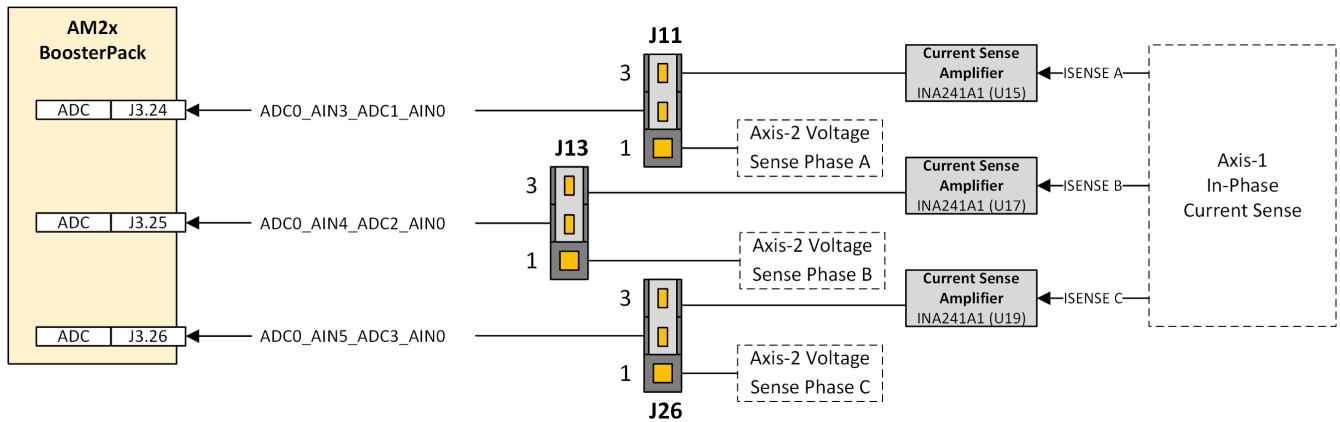 AM2x
BoosterPack
ADC J3.24
ADC0_AIN3_ADC1_AIN0
J11
3
1
Current Sense
Amplifier
INA241A1 (U15)
ISENSE A
Axis-2 Voltage
Sense Phase A
ADC J3.25
ADC0_AIN4_ADC2_AIN0
J13
3
1
Current Sense
Amplifier
INA241A1 (U17)
ISENSE B
Axis-2 Voltage
Sense Phase B
ADC J3.26
ADC0_AIN5_ADC3_AIN0
3
1
J26
Current Sense
Amplifier
INA241A1 (U19)
ISENSE C
Axis-2 Voltage
Sense Phase C
Axis-1
In-Phase
Current Sense